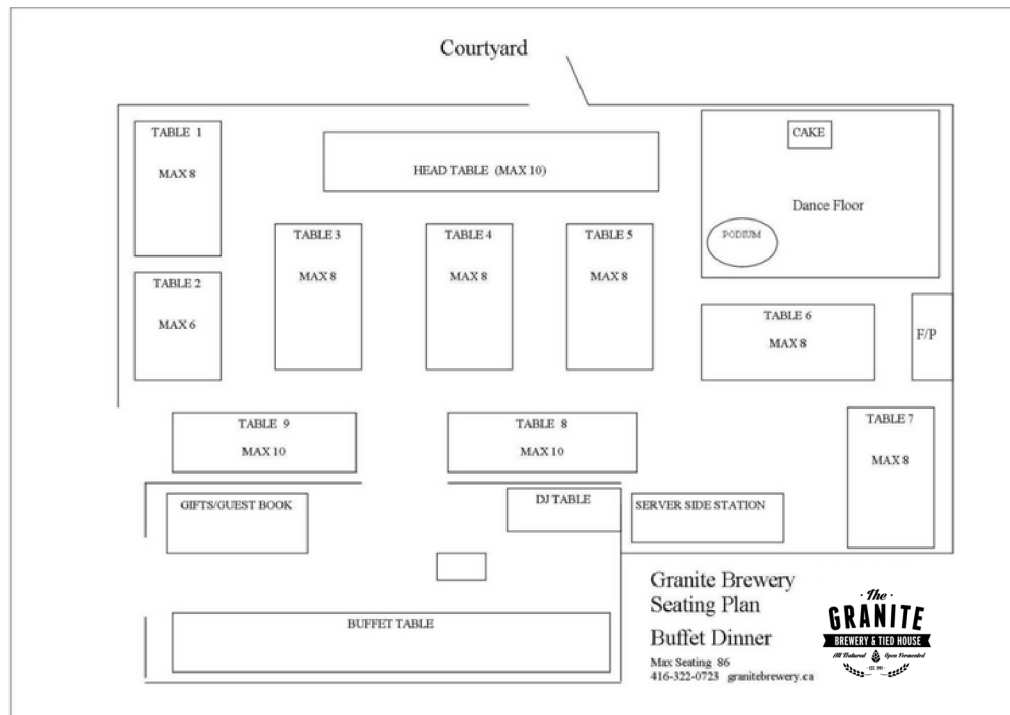 Courtyard
TABLE 1
MAX 8
HEAD TABLE (MAX 10)
CAKE
Dance Floor
PODIUM
TABLE 2
MAX 6
TABLE 3
MAX 8
TABLE 4
MAX 8
TABLE 5
MAX 8
TABLE 6
MAX 8
F/P
TABLE 9
MAX 10
TABLE 8
MAX 10
TABLE 7
MAX 8
GIFTS/GUEST BOOK
DJ TABLE
SERVER SIDE STATION
BUFFET TABLE
Granite Brewery
Seating Plan
Buffet Dinner
Max Seating 86
416-322-0723 granitebrewery.ca
The
GRANITE
BREWERY & TIED HOUSE
All Natural Open Fermented